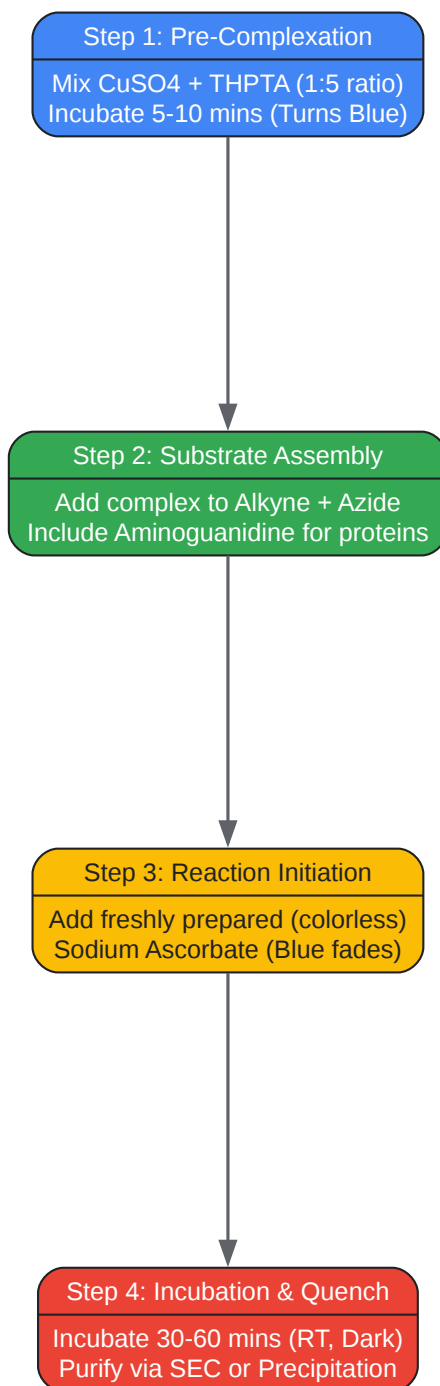 Step 1: Pre-Complexation
Mix CuSO4 + THPTA (1:5 ratio)
Incubate 5-10 mins (Turns Blue)
Step 2: Substrate Assembly
Add complex to Alkyne + Azide
Include Aminoguanidine for proteins
Step 3: Reaction Initiation
Add freshly prepared (colorless)
Sodium Ascorbate (Blue fades)
Step 4: Incubation & Quench
Incubate 30-60 mins (RT, Dark)
Purify via SEC or Precipitation